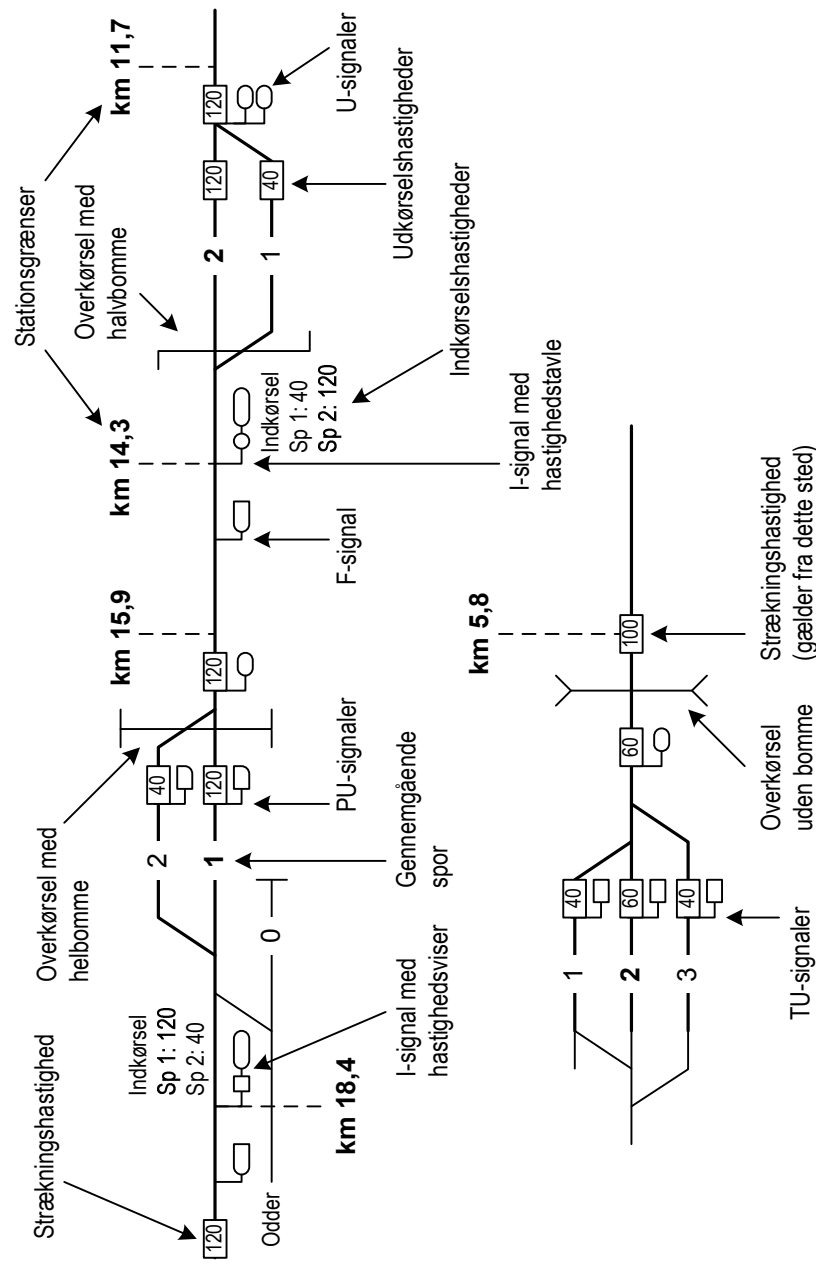 Stationsgrænser
Strækningshastighed
Overkørsel med
helbomme
Overkørsel med
halvbomme
km 15,9
km 14,3
km 11,7
120
Indkørsel
Sp 1: 120
Sp 2: 40
2
40
1
120
120
0
Odder
km 18,4
I-signal med
hastighedsviser
Gennemgående
spor
PU-signaler
F-signal
Indkørsel
Sp 1: 40
Sp 2: 120
I-signal med
hastighedstavle
Indkørselshastigheder
2
120
1
40
120
Udkørselshastigheder
U-signaler
km 5,8
1
40
2
60
3
40
60
100
TU-signaler
Overkørsel
uden bomme
Strækningshastighed
(gælder fra dette sted)